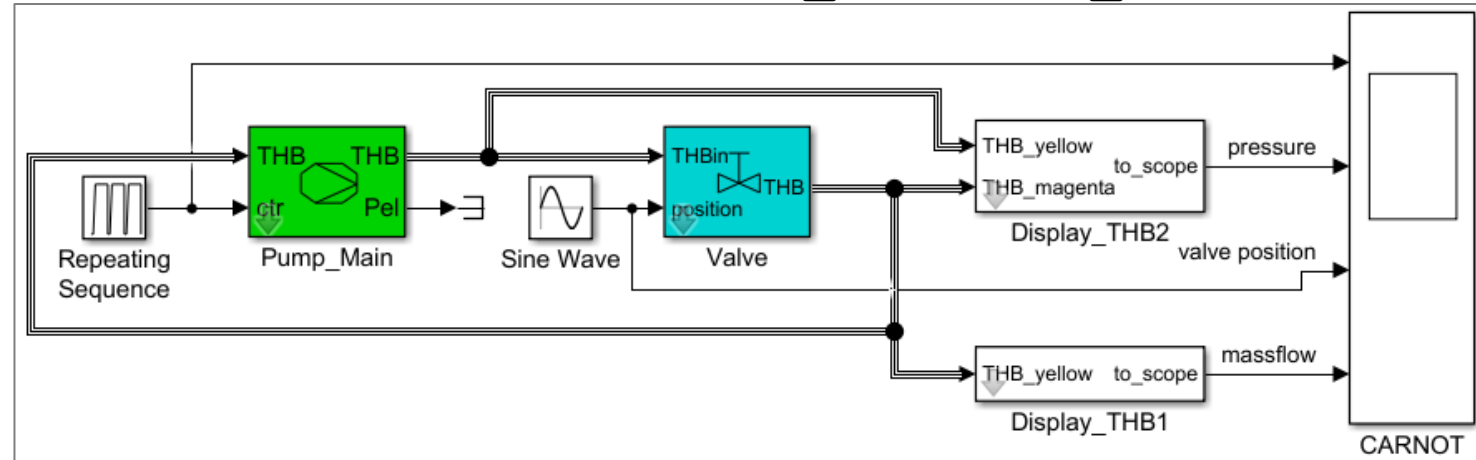 THB THB
ctr Pel
Pump_Main
Repeating
Sequence
Sine Wave
THBin
THB
position
Valve
THB_yellow
to_scope
THB_magenta
Display_THB2
pressure
valve position
THB_yellow to_scope
Display_THB1
massflow
CARNOT